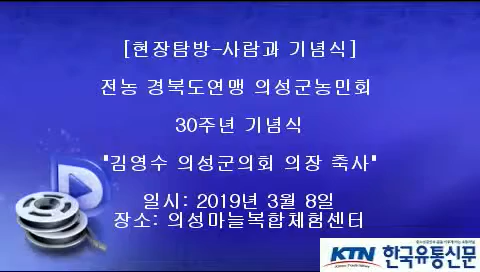 [현장탐방-사람과 기념식]
전농 경북도연맹 의성군농민회
30주년 기념식
"김영수 의성군의회 의장 축사"
일시: 2019년 3월 8일
장소: 의성마늘복합체험센터
KTN 한국유통신문